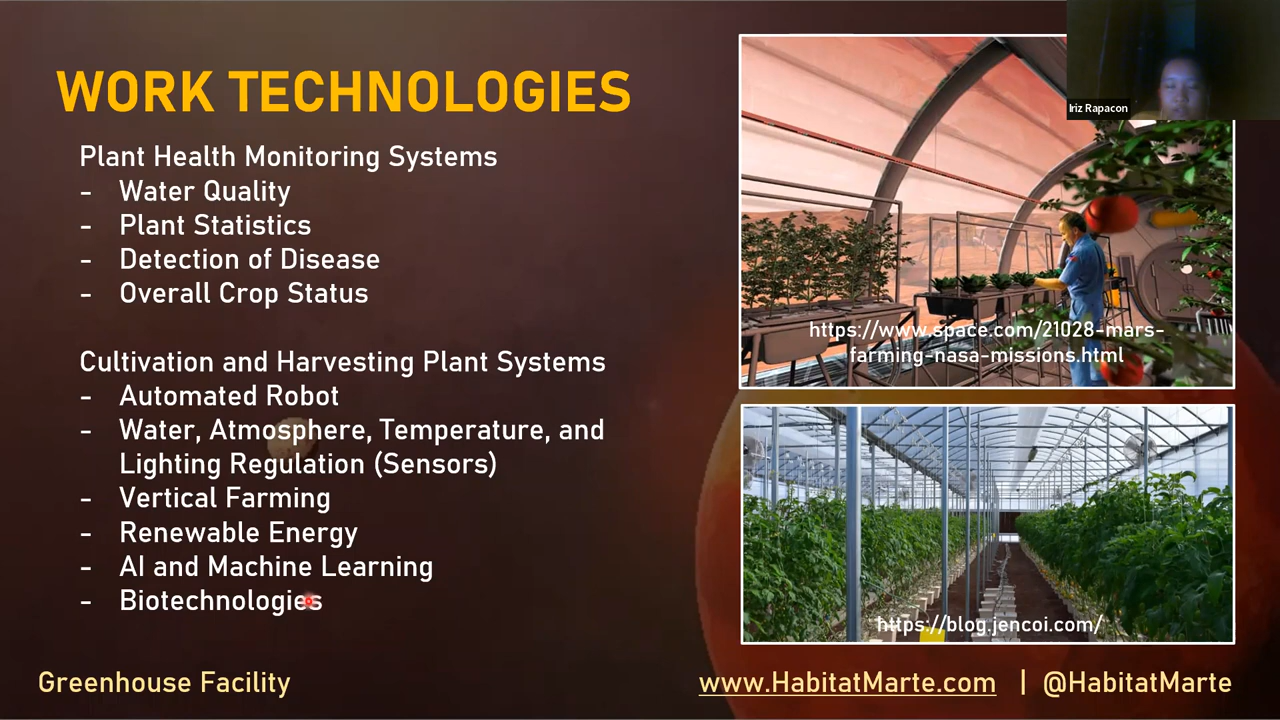 WORK TECHNOLOGIES
Plant Health Monitoring Systems
- Water Quality
- Plant Statistics
- Detection of Disease
- Overall Crop Status
Cultivation and Harvesting Plant Systems
- Automated Robot
- Water, Atmosphere, Temperature, and
Lighting Regulation (Sensors)
- Vertical Farming
- Renewable Energy
- AI and Machine Learning
- Biotechnologies
Iriz Rapacon
https://www.space.com/21028-mars-
farming-nasa-missions.html
https://blog.jencoi.com/
Greenhouse Facility
www.HabitatMarte.com | @HabitatMarte